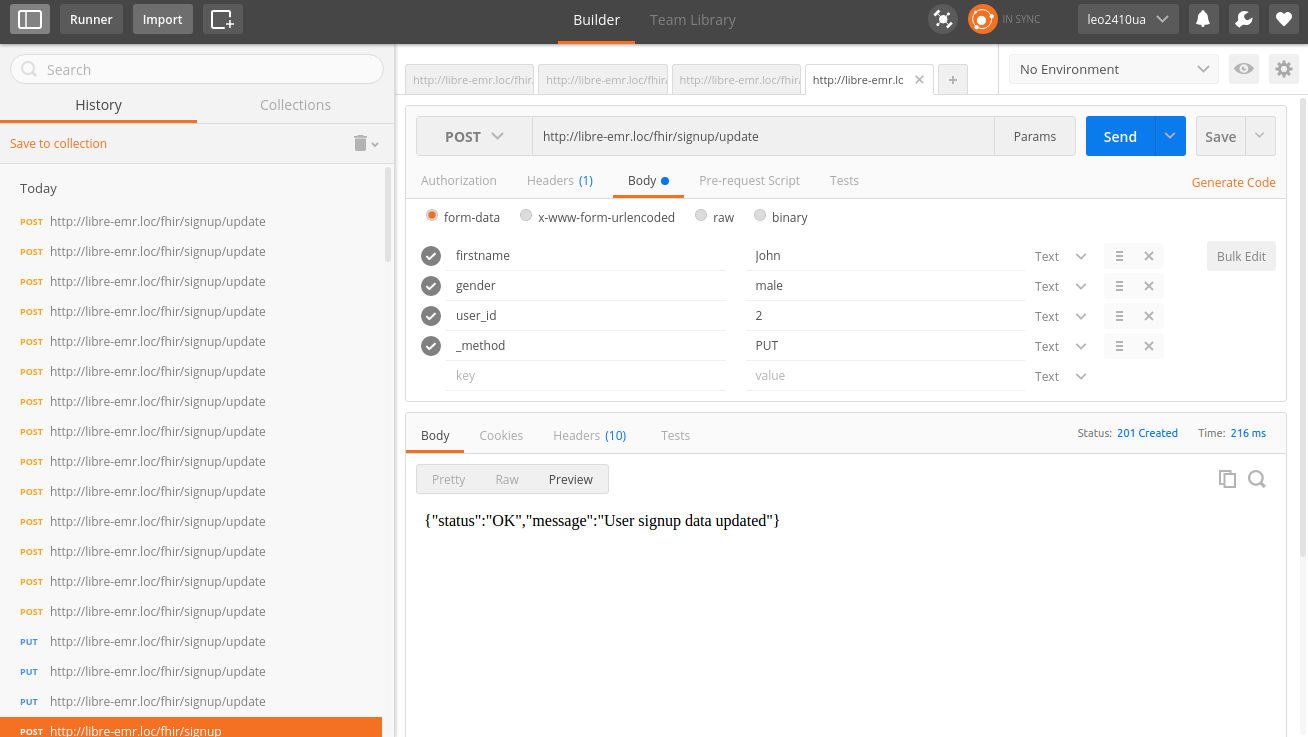 Runner Import Builder Team Library IN SYNC leo2410ua
Search
History Collections
Save to collection
Today
POST http://libre-emr.loc/fhir/signup/update
POST http://libre-emr.loc/fhir/signup/update
POST http://libre-emr.loc/fhir/signup/update
POST http://libre-emr.loc/fhir/signup/update
POST http://libre-emr.loc/fhir/signup/update
POST http://libre-emr.loc/fhir/signup/update
POST http://libre-emr.loc/fhir/signup/update
POST http://libre-emr.loc/fhir/signup/update
POST http://libre-emr.loc/fhir/signup/update
POST http://libre-emr.loc/fhir/signup/update
POST http://libre-emr.loc/fhir/signup/update
POST http://libre-emr.loc/fhir/signup/update
POST http://libre-emr.loc/fhir/signup/update
POST http://libre-emr.loc/fhir/signup/update
PUT http://libre-emr.loc/fhir/signup/update
PUT http://libre-emr.loc/fhir/signup/update
PUT http://libre-emr.loc/fhir/signup/update
POST http://libre-emr.loc/fhir/signup
http://libre-emr.loc/fhir/ http://libre-emr.loc/fhir/ http://libre-emr.loc/fhir/ http://libre-emr.lc No Environment
POST http://libre-emr.loc/fhir/signup/update Params Send Save
Authorization Headers (1) Body Pre-request Script Tests Generate Code
form-data x-www-form-urlencoded raw binary
firstname John Text Bulk Edit
gender male Text
user_id 2 Text
_method PUT Text
key value Text
Body Cookies Headers (10) Tests Status: 201 Created Time: 216 ms
Pretty Raw Preview
{"status":"OK","message":"User signup data updated"}